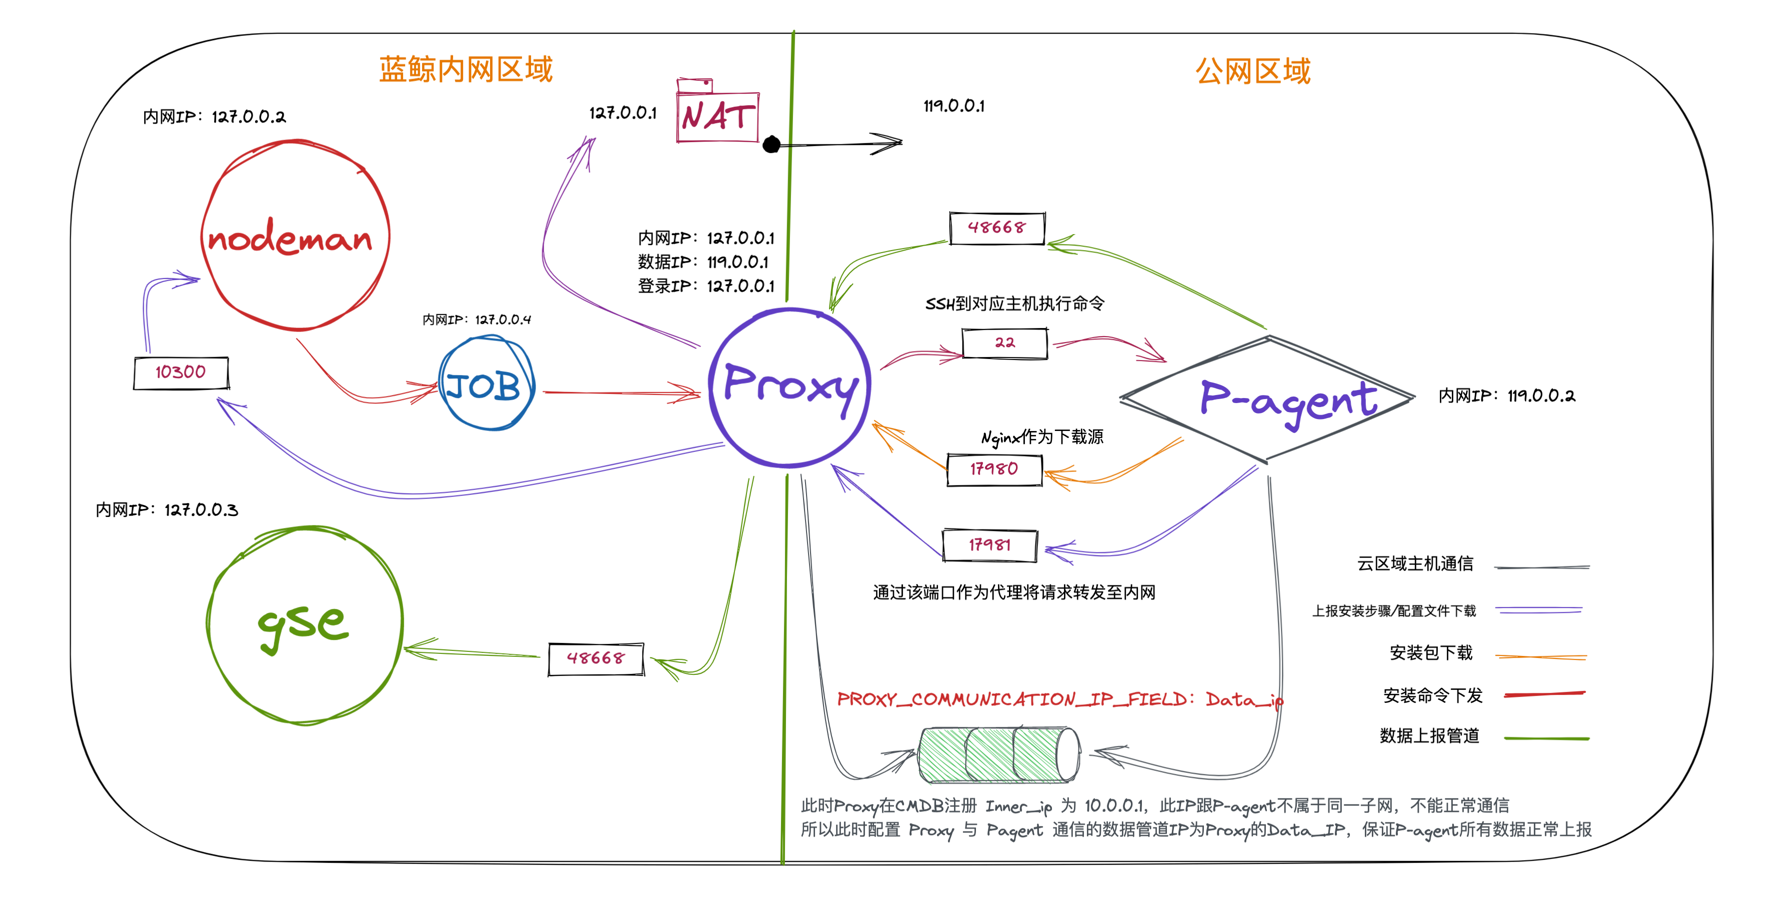 蓝鲸内网区域
公网区域
内网IP：127.0.0.2
127.0.0.1
NAT
119.0.0.1
nodeman
48668
内网IP：127.0.0.1
数据IP：119.0.0.1
登录IP：127.0.0.1
SSH到对应主机执行命令
内网IP：127.0.0.4
22
10300
JOB
Proxy
P-agent
内网IP：119.0.0.2
Nginx作为下载源
17980
内网IP：127.0.0.3
17981
通过该端口作为代理将请求转发至内网
云区域主机通信
上报安装步骤/配置文件下载
gse
48668
安装包下载
安装命令下发
PROXY_COMMUNICATION_IP_FIELD：Data_ip
数据上报管道
此时Proxy在CMDB注册 Inner_ip 为 10.0.0.1，此IP跟P-agent不属于同一子网，不能正常通信
所以此时配置 Proxy 与 Pagent 通信的数据管道IP为Proxy的Data_IP，保证P-agent所有数据正常上报